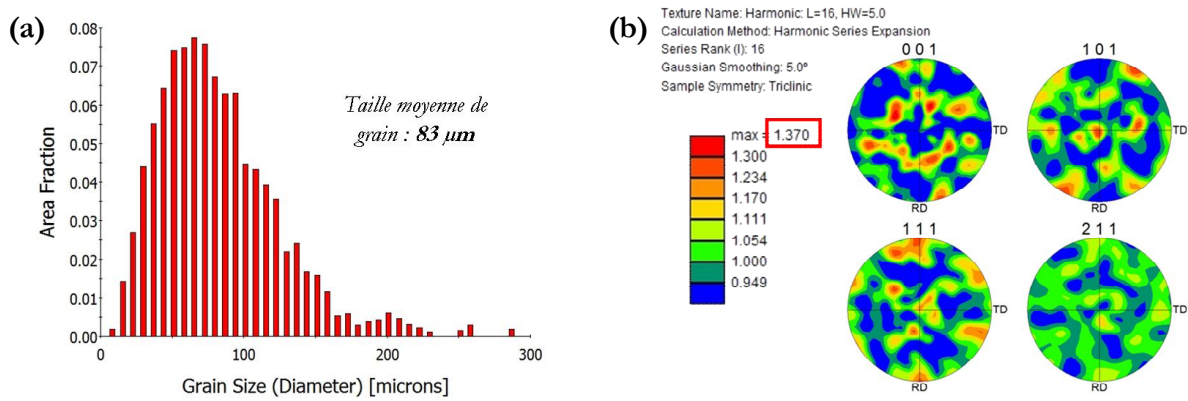 (a)
Area Fraction
0.08
0.07
0.06
0.05
0.04
0.03
0.02
0.01
0.00
0
100
200
300
Grain Size (Diameter) [microns]
Taille moyenne de
grain : 83 µm
(b)
Texture Name: Harmonic: L=16, HW=5.0
Calculation Method: Harmonic Series Expansion
Series Rank (l): 16
Gaussian Smoothing: 5.0°
Sample Symmetry: Triclinic
max = 1.370
1.300
1.234
1.170
1.111
1.054
1.000
0.949
0 0 1
TD
RD
1 0 1
TD
RD
1 1 1
TD
RD
2 1 1
TD
RD